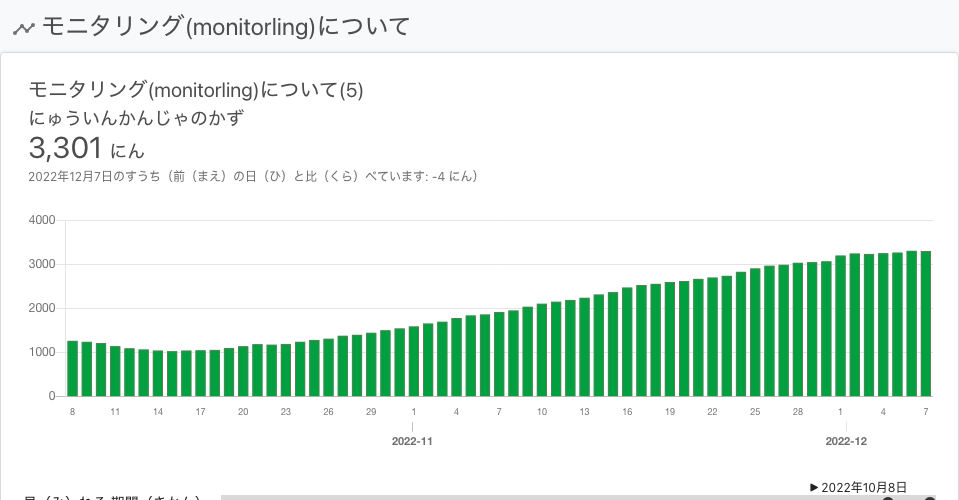 モニタリング(monitorling)について
モニタリング(monitorling)について(5)
にゅういんかんじゃのかず
3,301 にん
2022年12月7日のすうち（前（まえ）の日（ひ）と比（くら）べています: -4 にん）
4000
3000
2000
1000
0
8 11 14 17 20 23 26 29 1 4 7 10 13 16 19 22 25 28 1 4 7
2022-11 2022-12
▶ 2022年10月8日